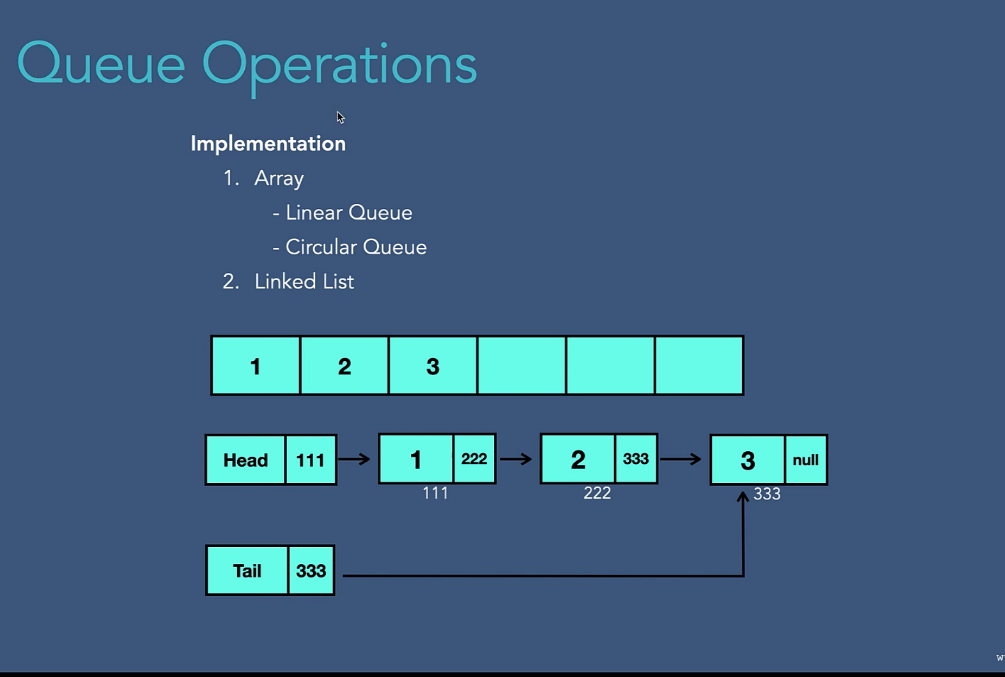 Queue Operations
Implementation
1. Array
- Linear Queue
- Circular Queue
2. Linked List
1 2 3
Head 111 1 222 2 333 3 null
111 222 333
Tail 333